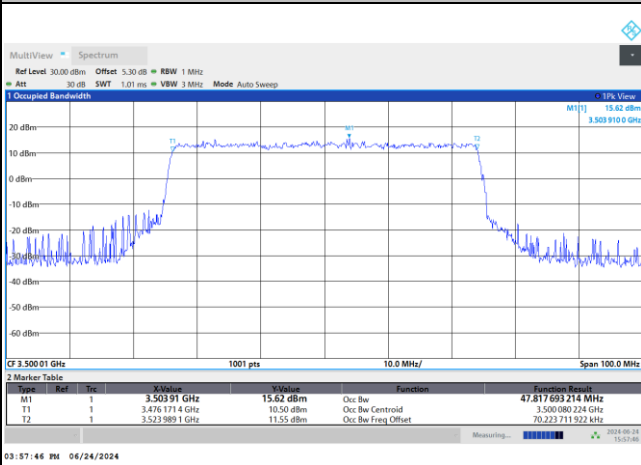 MultiView Spectrum
Ref Level 30.00 dBm Offset 5.30 dB RBW 1 MHz
Att 30 dB SWT 1.01 ms VBW 3 MHz Mode Auto Sweep
1 Occupied Bandwidth 1Pk View
M1[1] 15.62 dBm
3.503 910 0 GHz
20 dBm
M1
T1 T2
10 dBm
0 dBm
-10 dBm
-20 dBm
-30 dBm
-40 dBm
-50 dBm
-60 dBm
CF 3.500 01 GHz 1001 pts 10.0 MHz/ Span 100.0 MHz
2 Marker Table
Type Ref Trc X-Value Y-Value Function Function Result
M1 1 3.503 91 GHz 15.62 dBm Occ Bw 47.817 693 214 MHz
T1 1 3.476 171 4 GHz 10.50 dBm Occ Bw Centroid 3.500 080 224 GHz
T2 1 3.523 989 1 GHz 11.55 dBm Occ Bw Freq Offset 70.223 711 922 kHz
Measuring... 2024-06-24
15:57:46
03:57:46 PM 06/24/2024